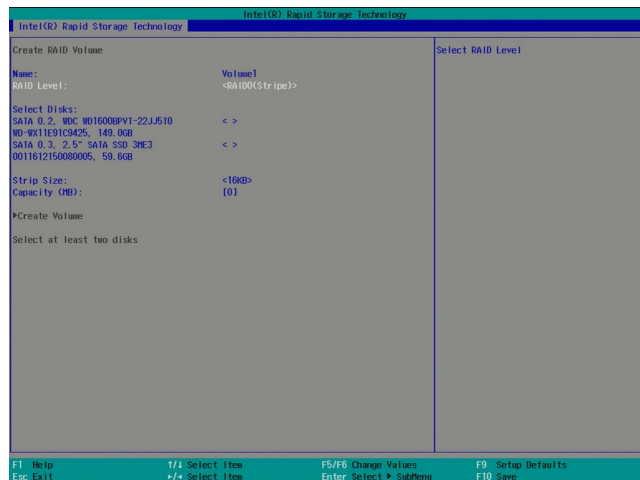 Intel(R) Rapid Storage Technology
Intel(R) Rapid Storage Technology
Create RAID Volume
Select RAID Level
Name: Volume1
RAID Level: <RAID0(Stripe)>
Select Disks:
SATA 0.2, WDC WD1600BPVT-22JJ5T0 < >
WD-WX11E91C9425, 149.0GB
SATA 0.3, 2.5" SATA SSD 3ME3 < >
0011612150080005, 59.6GB
Strip Size: <16KB>
Capacity (MB): [0]
▶Create Volume
Select at least two disks
F1 Help ↑/↓ Select Item F5/F6 Change Values F9 Setup Defaults
Esc Exit ←/→ Select Item Enter Select ▶ SubMenu F10 Save